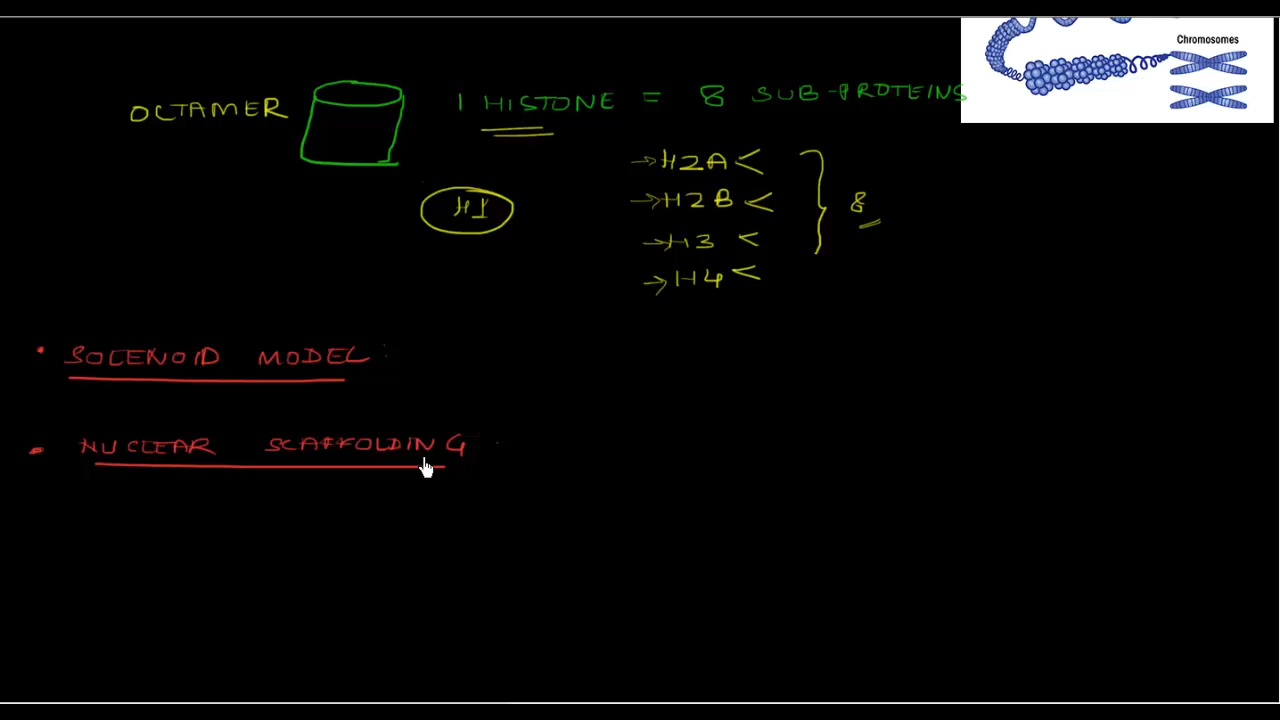 Chromosomes
OCTAMER
1 HISTONE = 8 SUB-PROTEINS
→H2A <
→H2B <
→H3 <
→H4 <
} 8
H1
• SOLENOID MODEL :
• NUCLEAR SCAFFOLDING :